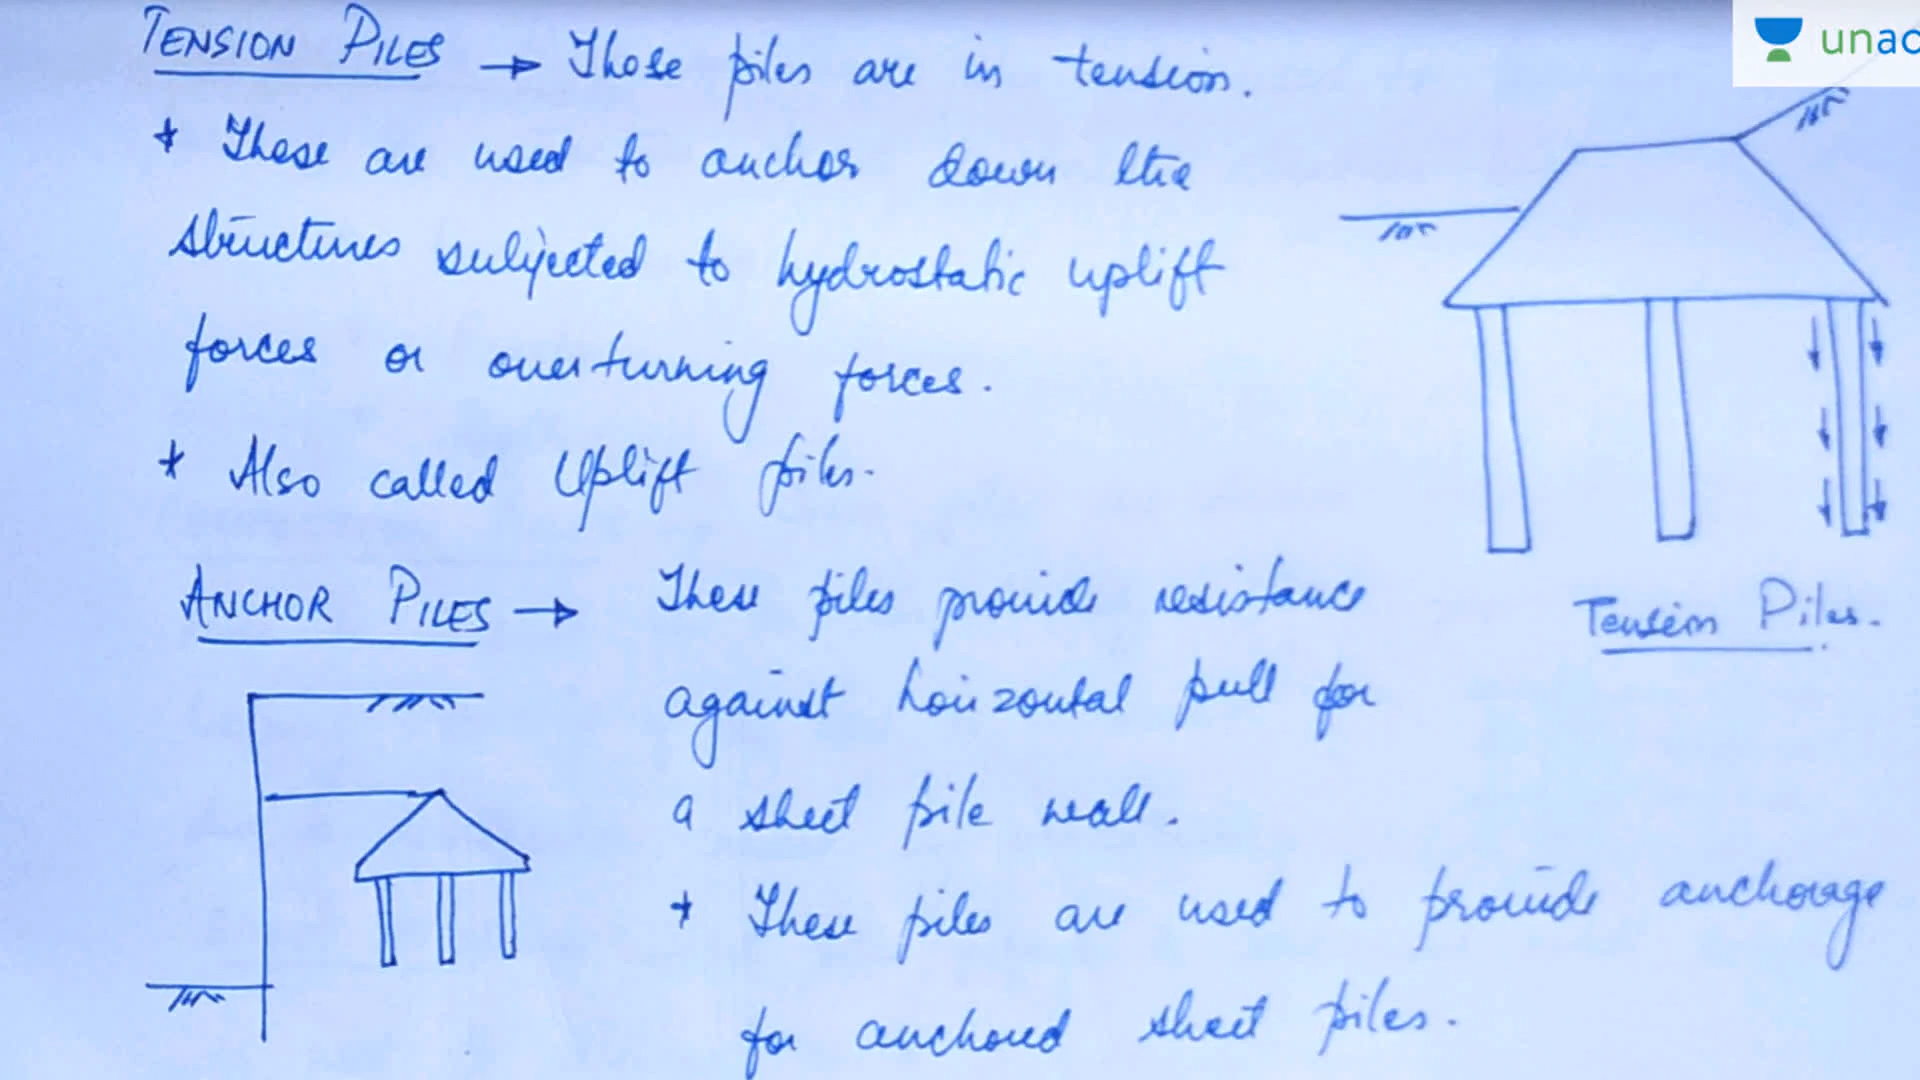 TENSION PILES → Those piles are in tension.
* These are used to anchor down the
structures subjected to hydrostatic uplift
forces or overturning forces.
* Also called Uplift piles.
Tension Piles.
ANCHOR PILES → These piles provide resistance
against horizontal pull for
a sheet pile wall.
* These piles are used to provide anchorage
for anchored sheet piles.
unac